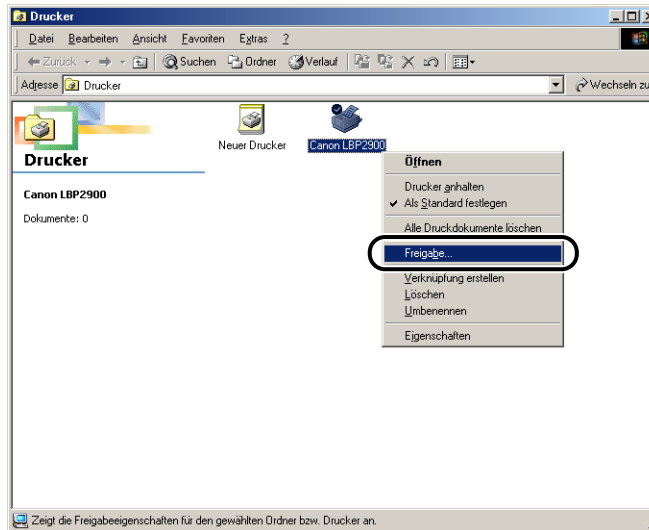 Drucker
Datei Bearbeiten Ansicht Favoriten Extras ?
Zurück Suchen Ordner Verlauf
Adresse Drucker Wechseln zu
Drucker
Canon LBP2900
Dokumente: 0
Neuer Drucker Canon LBP2900
Öffnen
Drucker anhalten
Als Standard festlegen
Alle Druckdokumente löschen
Freigabe...
Verknüpfung erstellen
Löschen
Umbenennen
Eigenschaften
Zeigt die Freigabeeigenschaften für den gewählten Ordner bzw. Drucker an.